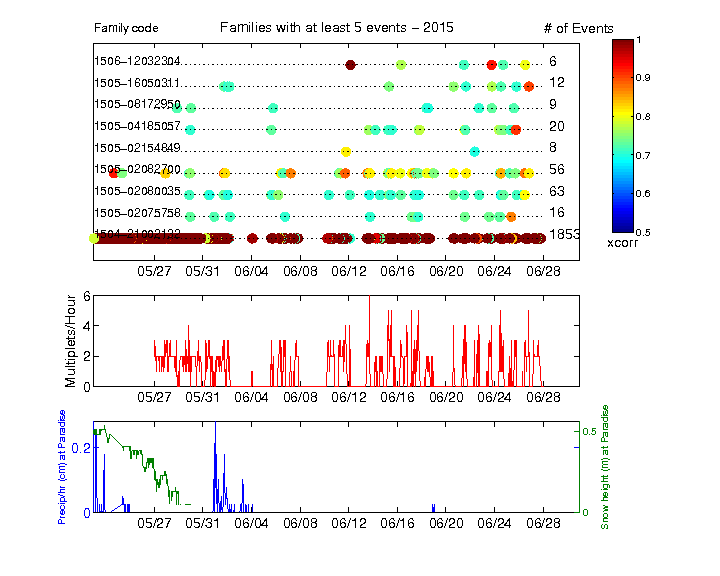 Family code Families with at least 5 events − 2015 # of Events
1506−12032304 6
1505−16050311 12
1505−08172950 9
1505−04185057 20
1505−02154849 8
1505−02082700 56
1505−02080035 63
1505−02075758 16
1853
05/27 05/31 06/04 06/08 06/12 06/16 06/20 06/24 06/28
1
0.9
0.8
0.7
0.6
0.5
xcorr
Multiplets/Hour
6
4
2
0
05/27 05/31 06/04 06/08 06/12 06/16 06/20 06/24 06/28
Precip/hr (cm) at Paradise
0.2
0
0.5
0
Snow height (m) at Paradise
05/27 05/31 06/04 06/08 06/12 06/16 06/20 06/24 06/28